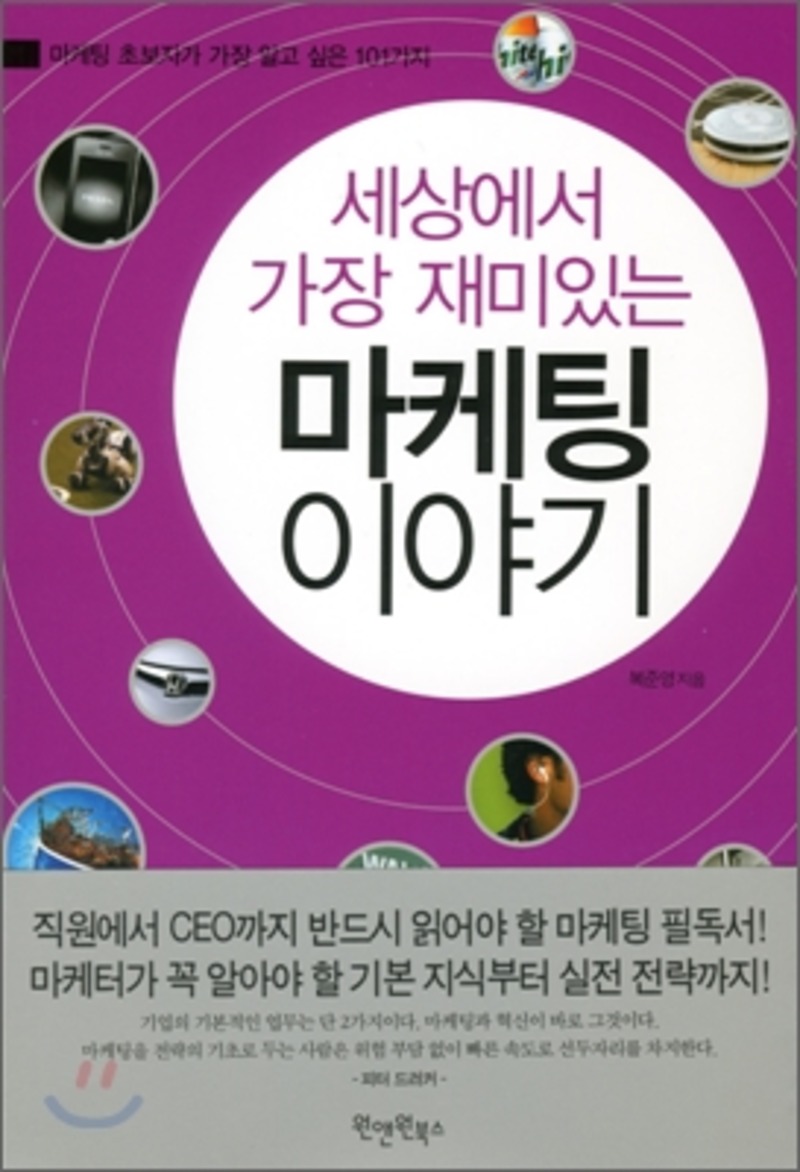 마케팅 초보자가 가장 알고 싶은 101가지
세상에서
가장 재미있는
마케팅
이야기
복준영 지음
직원에서 CEO까지 반드시 읽어야 할 마케팅 필독서!
마케터가 꼭 알아야 할 기본 지식부터 실전 전략까지!
기업의 기본적인 업무는 단 2가지이다. 마케팅과 혁신이 바로 그것이다.
마케팅을 전략의 기초로 두는 사람은 위험 부담 없이 빠른 속도로 선두자리를 차지한다.
- 피터 드러커 -
원앤원북스